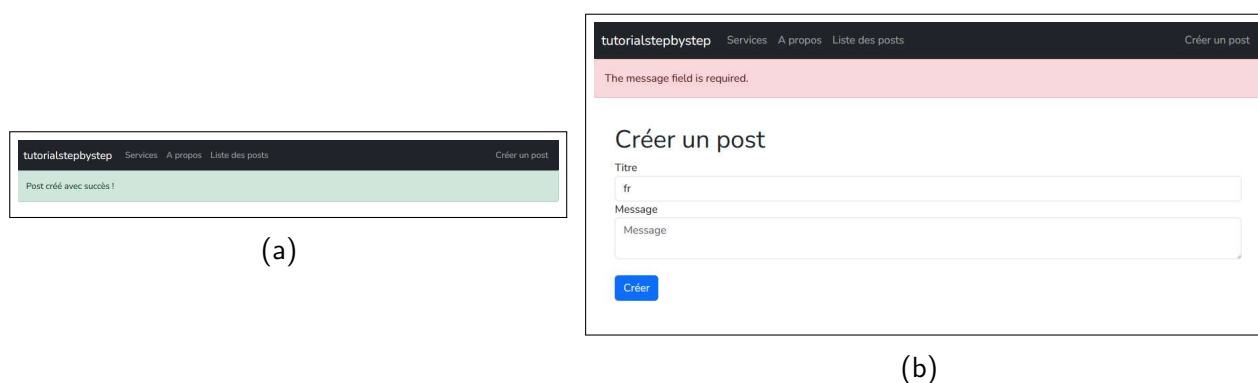 tutorialstepbystep Services A propos Liste des posts Créer un post
Post créé avec succès !
(a)
tutorialstepbystep Services A propos Liste des posts Créer un post
The message field is required.
Créer un post
Titre
fr
Message
Message
Créer
(b)